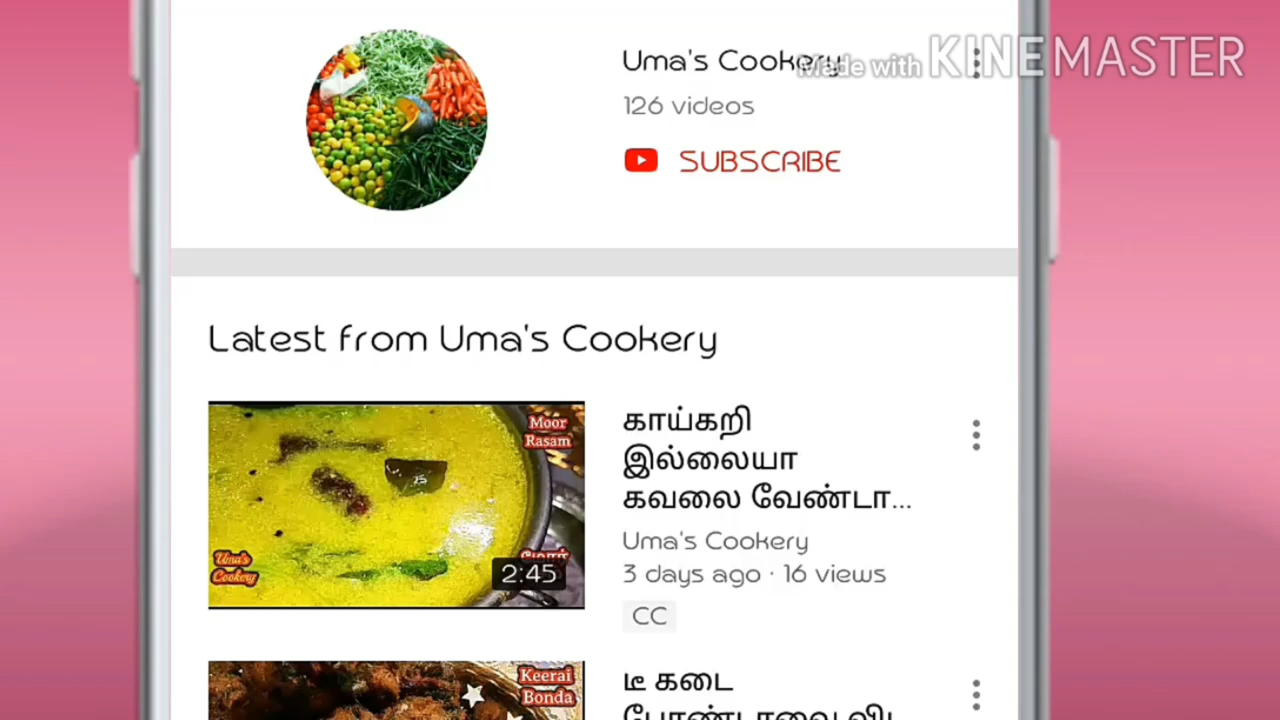 Uma's Cookery
Made with KINEMASTER
126 videos
SUBSCRIBE
Latest from Uma's Cookery
Moor
Rasam
Uma's
Cookery
மோர்
2:45
காய்கறி
இல்லையா
கவலை வேண்டா...
Uma's Cookery
3 days ago · 16 views
CC
Keerai
Bonda
டீ கடை